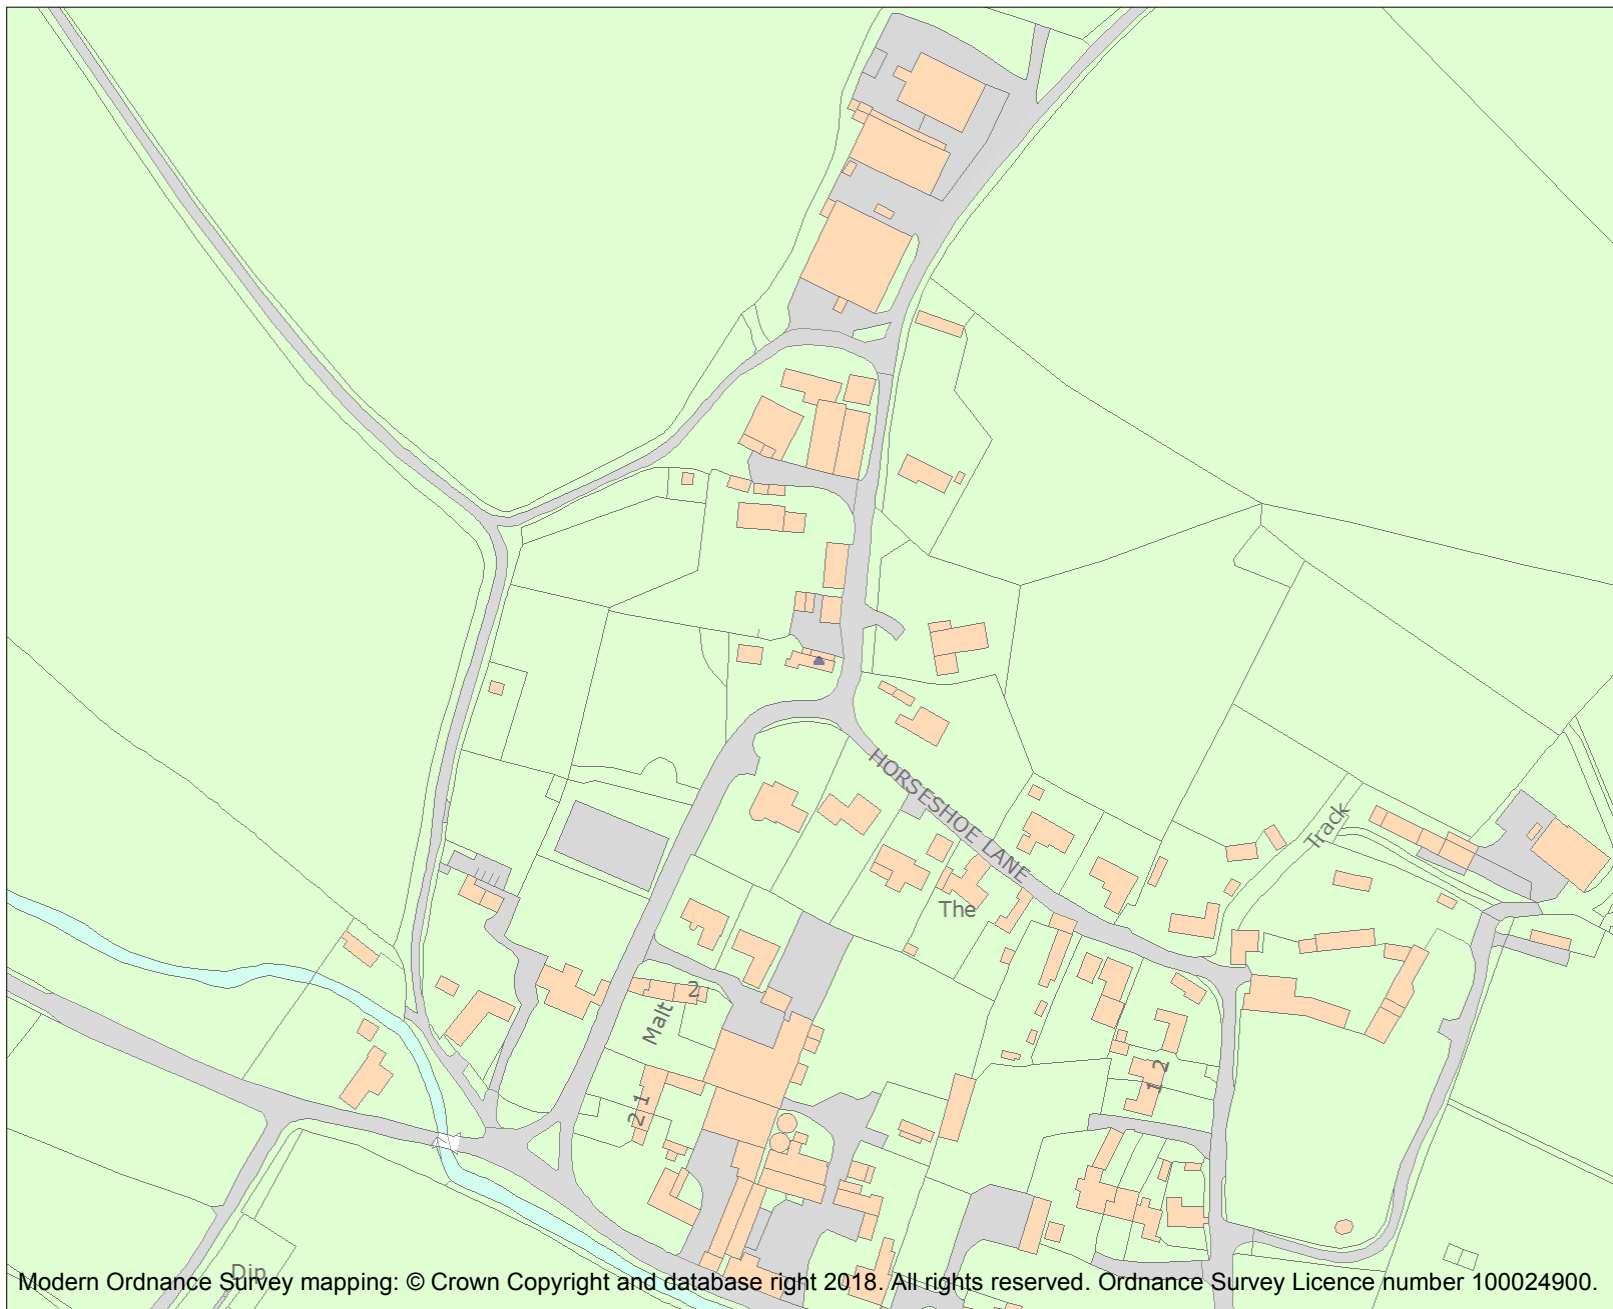 HORSESHOE LANE
Track
The
2
Malt
1 2
2 1
Dip
Modern Ordnance Survey mapping: © Crown Copyright and database right 2018. All rights reserved. Ordnance Survey Licence number 100024900.